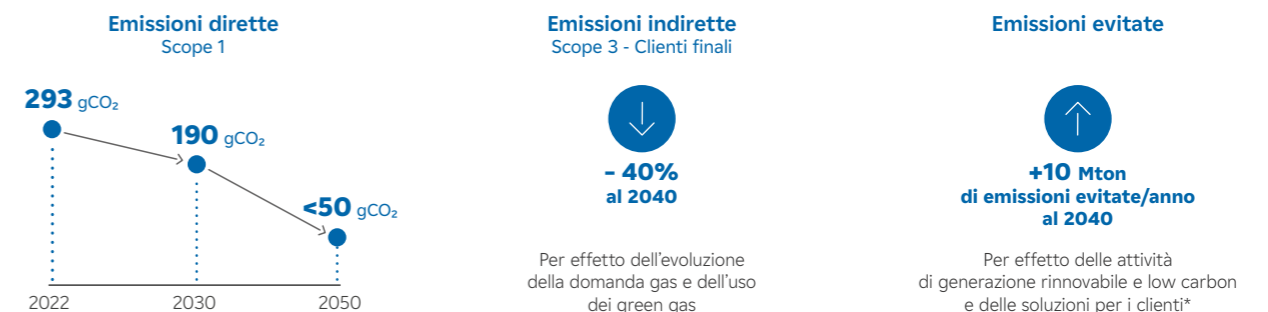 Emissioni dirette
Scope 1
293 gCO₂
190 gCO₂
<50 gCO₂
2022
2030
2050
Emissioni indirette
Scope 3 - Clienti finali
- 40%
al 2040
Per effetto dell'evoluzione
della domanda gas e dell'uso
dei green gas
Emissioni evitate
+10 Mton
di emissioni evitate/anno
al 2040
Per effetto delle attività
di generazione rinnovabile e low carbon
e delle soluzioni per i clienti*